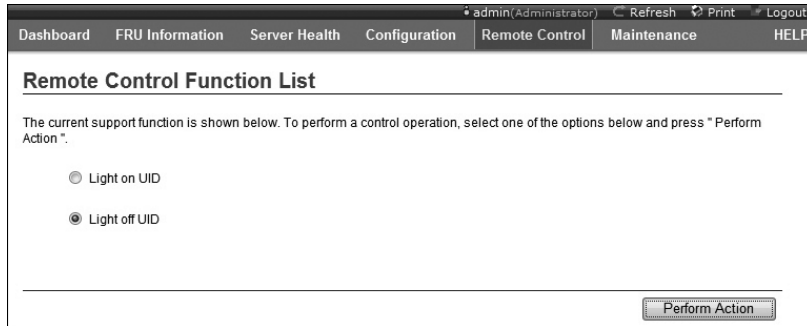 admin(Administrator) Refresh Print Logout
Dashboard FRU Information Server Health Configuration Remote Control Maintenance HELP
Remote Control Function List
The current support function is shown below. To perform a control operation, select one of the options below and press " Perform
Action ".
Light on UID
Light off UID
Perform Action